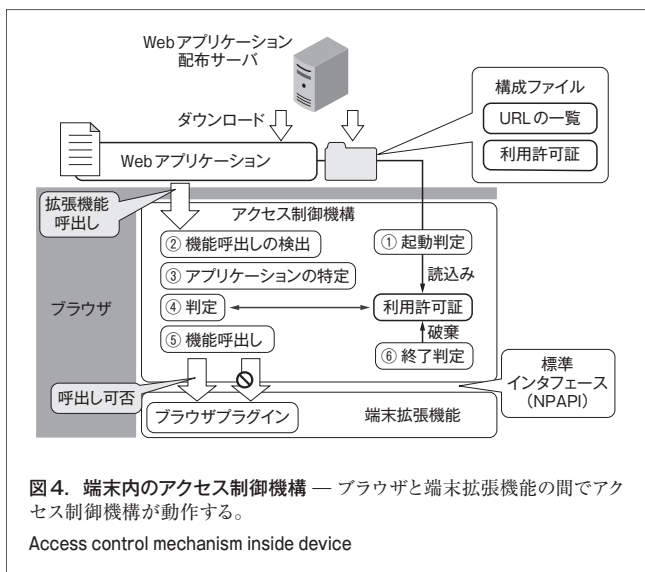 Webアプリケーション
配布サーバ
構成ファイル
URLの一覧
利用許可証
ダウンロード
Webアプリケーション
拡張機能
呼出し
アクセス制御機構
② 機能呼出しの検出
① 起動判定
③ アプリケーションの特定
読込み
ブラウザ
④ 判定
利用許可証
破棄
⑤ 機能呼出し
⑥ 終了判定
標準
インタフェース
(NPAPI)
呼出し可否
ブラウザプラグイン
端末拡張機能
図4. 端末内のアクセス制御機構 — ブラウザと端末拡張機能の間でアク
セス制御機構が動作する。
Access control mechanism inside device